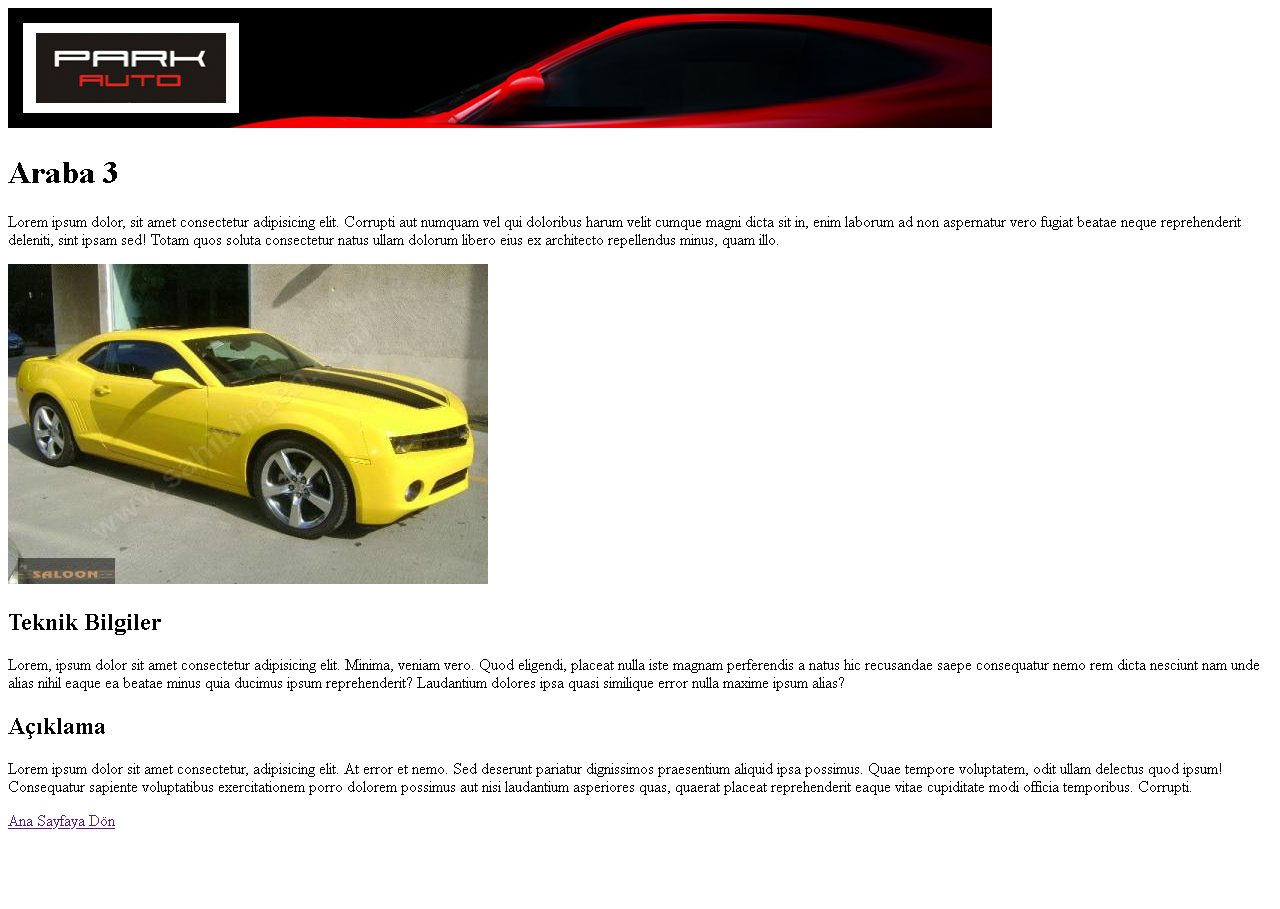 PARK
AUTO
Araba 3
Lorem ipsum dolor, sit amet consectetur adipisicing elit. Corrupti aut numquam vel qui doloribus harum velit cumque magni dicta sit in, enim laborum ad non aspernatur vero fugiat beatae neque reprehenderit
deleniti, sint ipsam sed! Totam quos soluta consectetur natus ullam dolorum libero eius ex architecto repellendus minus, quam illo.
www.sahibinden.com
SALOON
Teknik Bilgiler
Lorem, ipsum dolor sit amet consectetur adipisicing elit. Minima, veniam vero. Quod eligendi, placeat nulla iste magnam perferendis a natus hic recusandae saepe consequatur nemo rem dicta nesciunt nam unde
alias nihil eaque ea beatae minus quia ducimus ipsum reprehenderit? Laudantium dolores ipsa quasi similique error nulla maxime ipsum alias?
Açıklama
Lorem ipsum dolor sit amet consectetur, adipisicing elit. At error et nemo. Sed deserunt pariatur dignissimos praesentium aliquid ipsa possimus. Quae tempore voluptatem, odit ullam delectus quod ipsum!
Consequatur sapiente voluptatibus exercitationem porro dolorem possimus aut nisi laudantium asperiores quas, quaerat placeat reprehenderit eaque vitae cupiditate modi officia temporibus. Corrupti.
Ana Sayfaya Dön